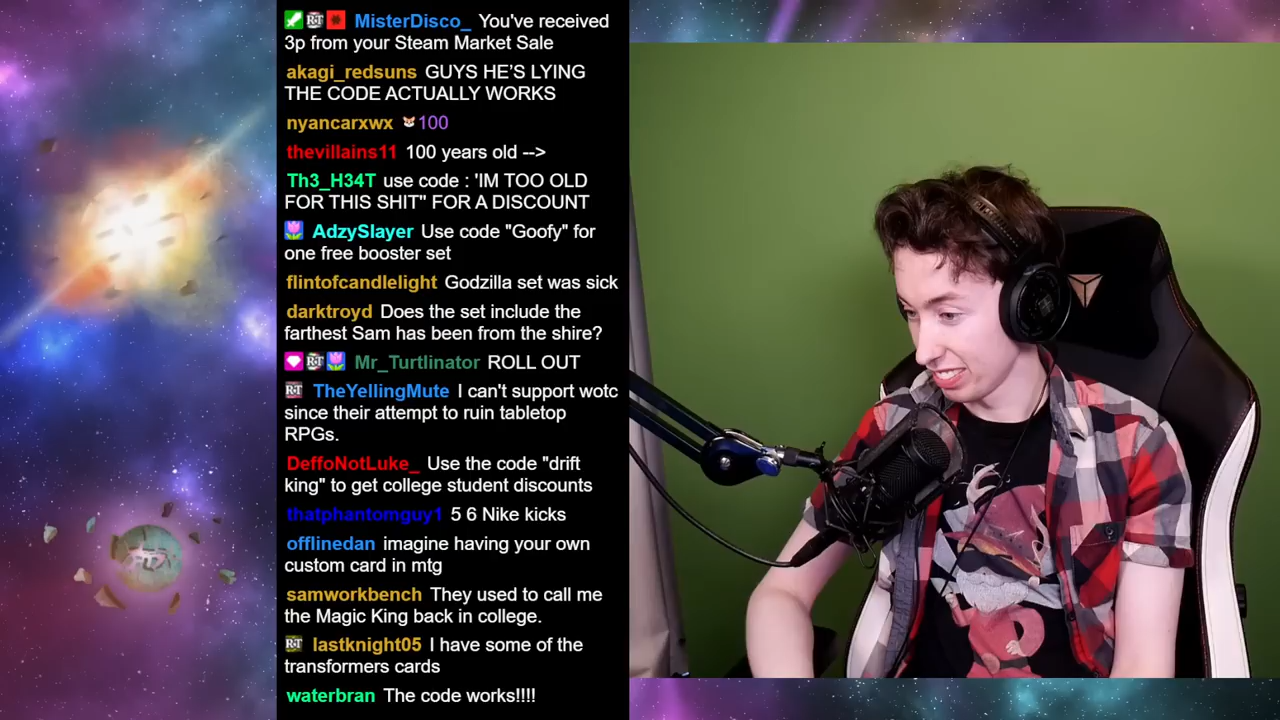 MisterDisco_ You've received
3p from your Steam Market Sale
akagi_redsuns GUYS HE'S LYING
THE CODE ACTUALLY WORKS
nyancarxwx 100
thevillains11 100 years old -->
Th3_H34T use code : 'IM TOO OLD
FOR THIS SHIT" FOR A DISCOUNT
AdzySlayer Use code "Goofy" for
one free booster set
flintofcandlelight Godzilla set was sick
darktroyd Does the set include the
farthest Sam has been from the shire?
Mr_Turtlinator ROLL OUT
TheYellingMute I can't support wotc
since their attempt to ruin tabletop
RPGs.
DeffoNotLuke_ Use the code "drift
king" to get college student discounts
thatphantomguy1 5 6 Nike kicks
offlinedan imagine having your own
custom card in mtg
samworkbench They used to call me
the Magic King back in college.
lastknight05 I have some of the
transformers cards
waterbran The code works!!!!